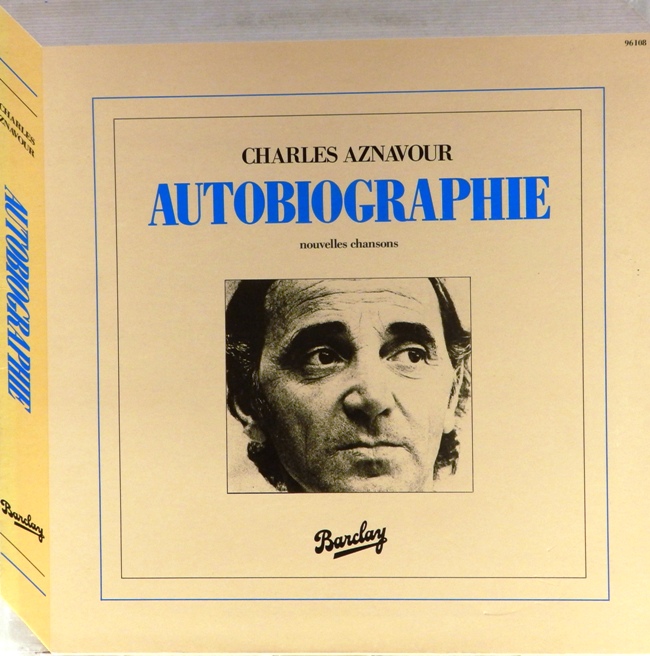 96108
CHARLES AZNAVOUR
AUTOBIOGRAPHIE
nouvelles chansons
Barclay
CHARLES
AZNAVOUR
AUTOBIOGRAPHIE
Barclay